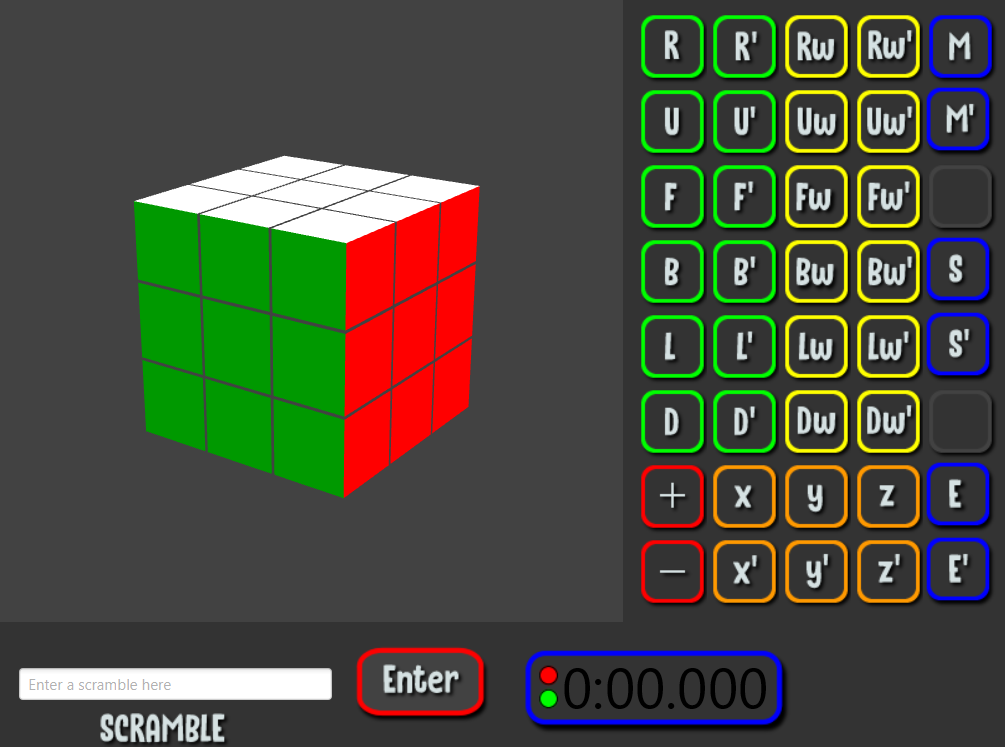 R R' Rw Rw' M
U U' Uw Uw' M'
F F' Fw Fw'
B B' Bw Bw' S
L L' Lw Lw' S'
D D' Dw Dw'
+ x y z E
– x' y' z' E'
Enter a scramble here
Enter
0:00.000
SCRAMBLE